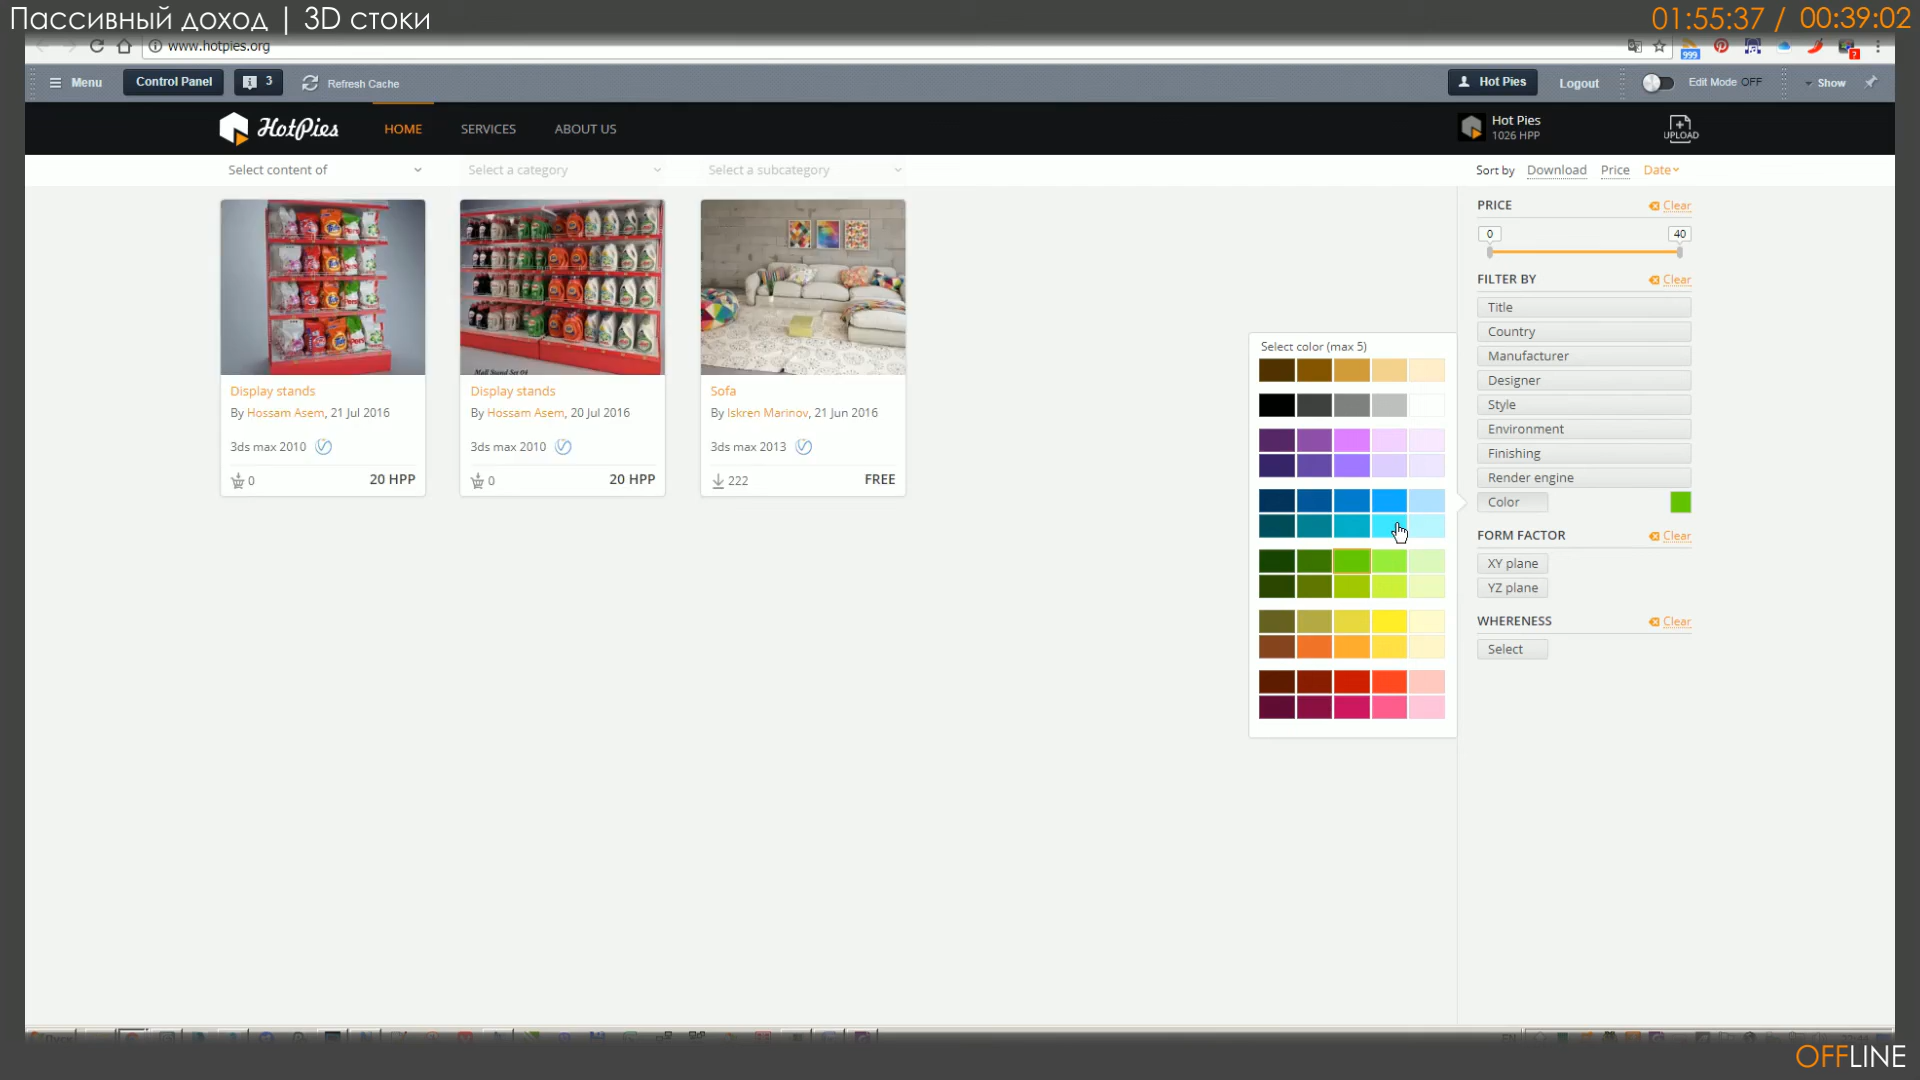 Пассивный доход | 3D стоки
01:55:37 / 00:39:02
www.hotpies.org
999
?
Menu
Control Panel
3
Refresh Cache
Hot Pies
Logout
Edit Mode OFF
Show
HotPies
HOME
SERVICES
ABOUT US
Hot Pies
1026 HPP
UPLOAD
Select content of
Select a category
Select a subcategory
Sort by
Download
Price
Date
Display stands
By Hossam Asem, 21 Jul 2016
3ds max 2010
0
20 HPP
Mall Stand Set 04
Display stands
By Hossam Asem, 20 Jul 2016
3ds max 2010
0
20 HPP
Sofa
By Iskren Marinov, 21 Jun 2016
3ds max 2013
222
FREE
Select color (max 5)
PRICE
Clear
0
40
FILTER BY
Clear
Title
Country
Manufacturer
Designer
Style
Environment
Finishing
Render engine
Color
FORM FACTOR
Clear
XY plane
YZ plane
WHERENESS
Clear
Select
OFFLINE